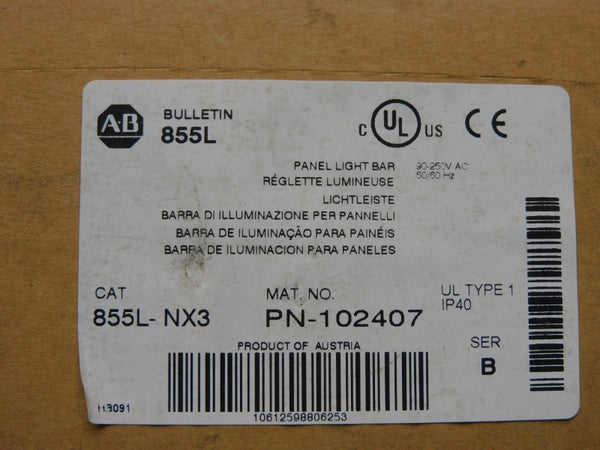 A-B
BULLETIN
855L
C UL US CE
PANEL LIGHT BAR
90-250V AC
50/60 Hz
RÉGLETTE LUMINEUSE
LICHTLEISTE
BARRA DI ILLUMINAZIONE PER PANNELLI
BARRA DE ILUMINAÇÃO PARA PAINÉIS
BARRA DE ILUMINACION PARA PANELES
CAT
855L- NX3
MAT. NO.
PN-102407
UL TYPE 1
IP40
PRODUCT OF AUSTRIA
SER.
B
10612598806253